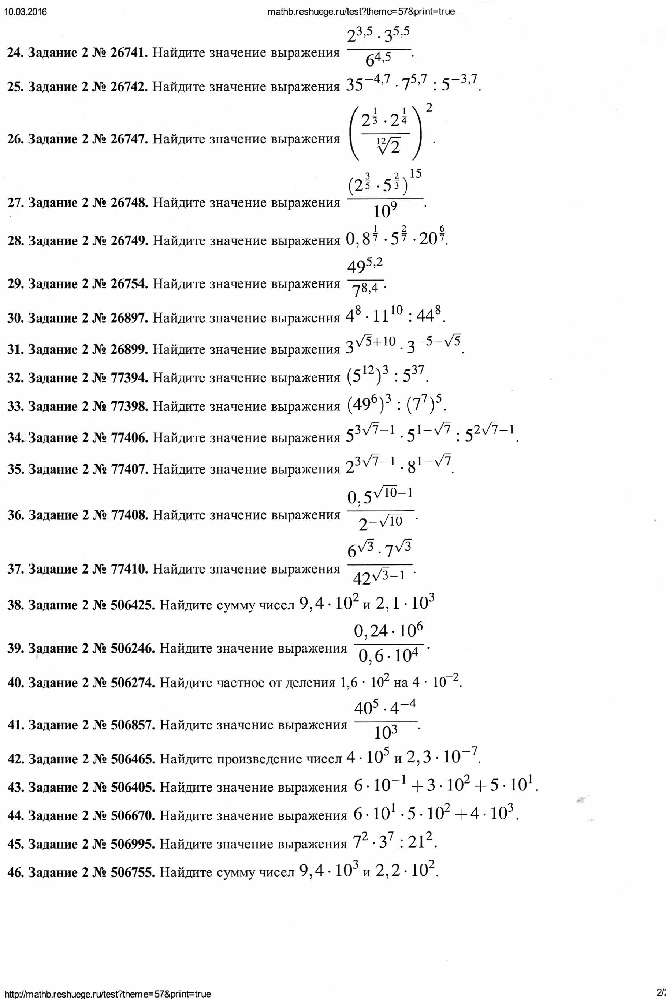 10.03.2016 mathb.reshuege.ru/test?theme=57&print=true
24. Задание 2 № 26741. Найдите значение выражения $\frac{2^{3,5} \cdot 3^{5,5}}{6^{4,5}}$.
25. Задание 2 № 26742. Найдите значение выражения $35^{-4,7} \cdot 7^{5,7} : 5^{-3,7}$.
26. Задание 2 № 26747. Найдите значение выражения $\left(\frac{2^{\frac{1}{3}} \cdot 2^{\frac{1}{4}}}{\sqrt[12]{2}}\right)^2$.
27. Задание 2 № 26748. Найдите значение выражения $\frac{(2^{\frac{3}{5}} \cdot 5^{\frac{2}{3}})^{15}}{10^9}$.
28. Задание 2 № 26749. Найдите значение выражения $0,8^{\frac{1}{7}} \cdot 5^{\frac{2}{7}} \cdot 20^{\frac{6}{7}}$.
29. Задание 2 № 26754. Найдите значение выражения $\frac{49^{5,2}}{7^{8,4}}$.
30. Задание 2 № 26897. Найдите значение выражения $4^8 \cdot 11^{10} : 44^8$.
31. Задание 2 № 26899. Найдите значение выражения $3^{\sqrt{5}+10} \cdot 3^{-5-\sqrt{5}}$.
32. Задание 2 № 77394. Найдите значение выражения $(5^{12})^3 : 5^{37}$.
33. Задание 2 № 77398. Найдите значение выражения $(49^6)^3 : (7^7)^5$.
34. Задание 2 № 77406. Найдите значение выражения $5^{3\sqrt{7}-1} \cdot 5^{1-\sqrt{7}} : 5^{2\sqrt{7}-1}$.
35. Задание 2 № 77407. Найдите значение выражения $2^{3\sqrt{7}-1} \cdot 8^{1-\sqrt{7}}$.
36. Задание 2 № 77408. Найдите значение выражения $\frac{0,5^{\sqrt{10}-1}}{2^{-\sqrt{10}}}$.
37. Задание 2 № 77410. Найдите значение выражения $\frac{6^{\sqrt{3}} \cdot 7^{\sqrt{3}}}{42^{\sqrt{3}-1}}$.
38. Задание 2 № 506425. Найдите сумму чисел $9,4 \cdot 10^2$ и $2,1 \cdot 10^3$
39. Задание 2 № 506246. Найдите значение выражения $\frac{0,24 \cdot 10^6}{0,6 \cdot 10^4}$.
40. Задание 2 № 506274. Найдите частное от деления $1,6 \cdot 10^2$ на $4 \cdot 10^{-2}$.
41. Задание 2 № 506857. Найдите значение выражения $\frac{40^5 \cdot 4^{-4}}{10^3}$.
42. Задание 2 № 506465. Найдите произведение чисел $4 \cdot 10^5$ и $2,3 \cdot 10^{-7}$.
43. Задание 2 № 506405. Найдите значение выражения $6 \cdot 10^{-1} + 3 \cdot 10^2 + 5 \cdot 10^1$.
44. Задание 2 № 506670. Найдите значение выражения $6 \cdot 10^1 \cdot 5 \cdot 10^2 + 4 \cdot 10^3$.
45. Задание 2 № 506995. Найдите значение выражения $7^2 \cdot 3^7 : 21^2$.
46. Задание 2 № 506755. Найдите сумму чисел $9,4 \cdot 10^3$ и $2,2 \cdot 10^2$.
http://mathb.reshuege.ru/test?theme=57&print=true 2/2